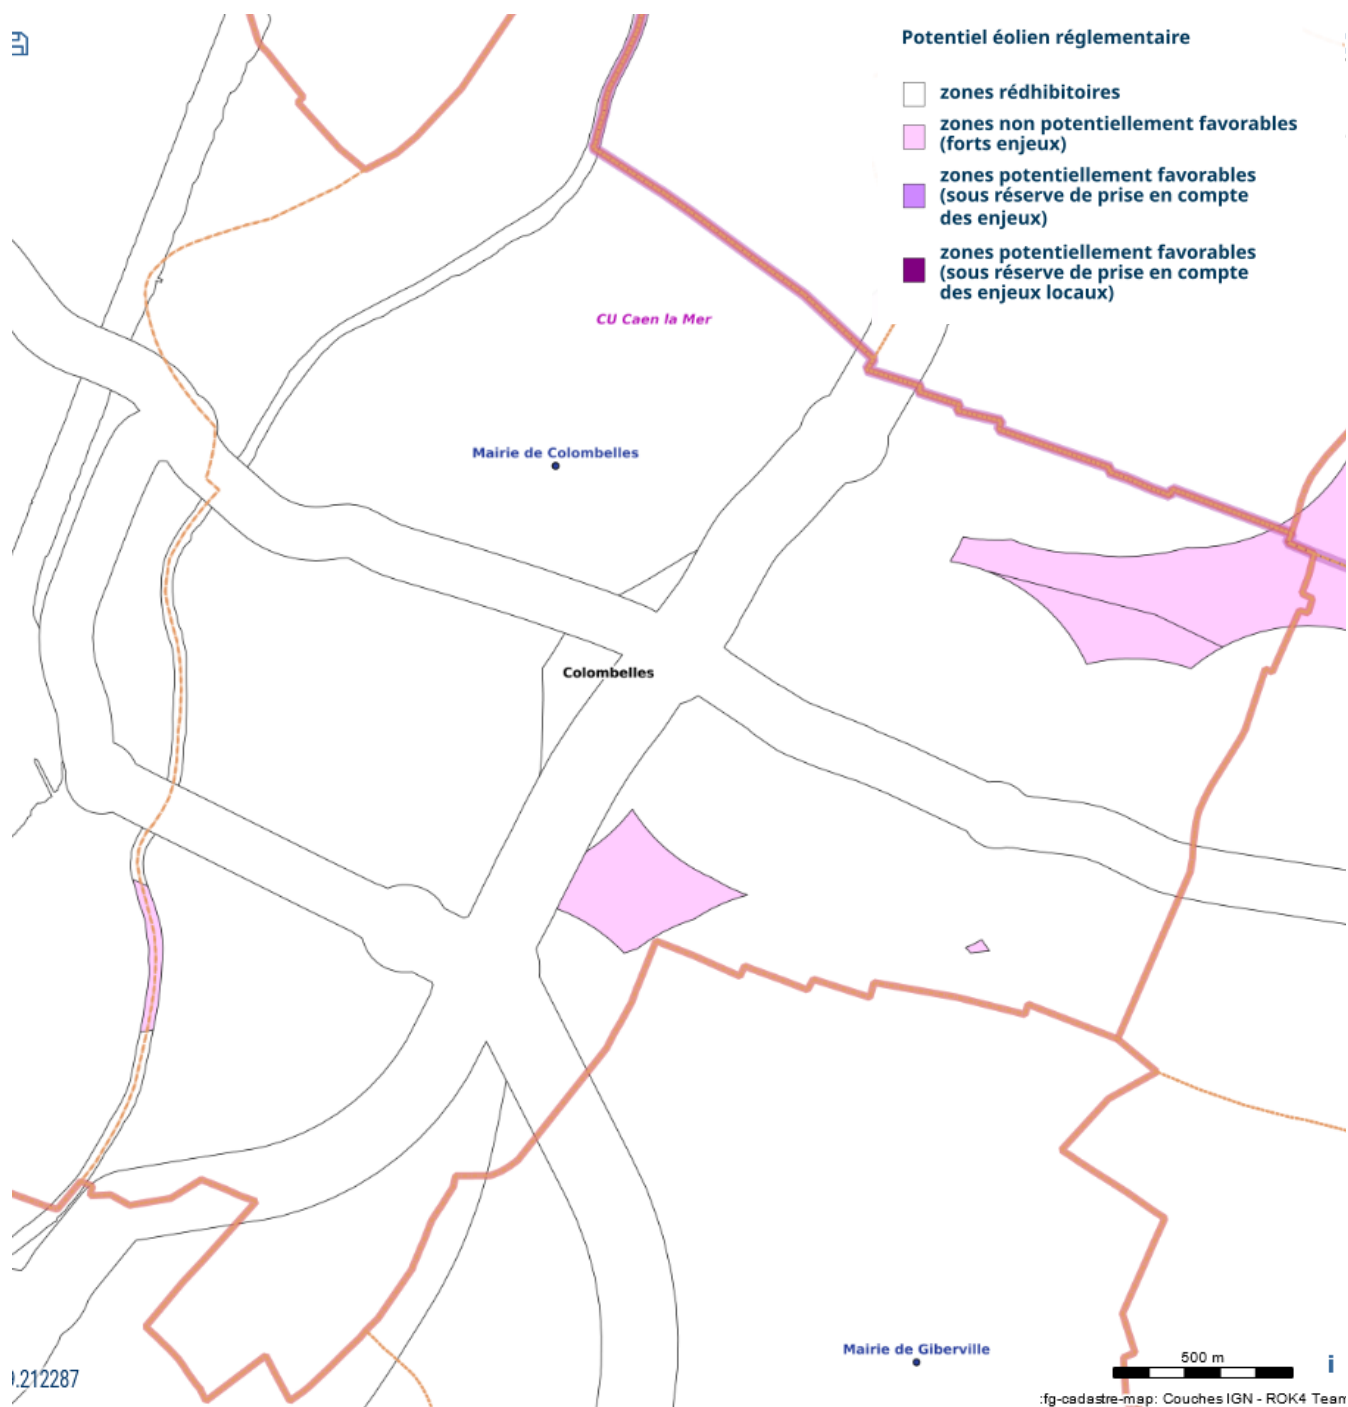 Potentiel éolien réglementaire
zones rédhibitoires
zones non potentiellement favorables
(forts enjeux)
zones potentiellement favorables
(sous réserve de prise en compte
des enjeux)
zones potentiellement favorables
(sous réserve de prise en compte
des enjeux locaux)
CU Caen la Mer
Mairie de Colombelles
Colombelles
Mairie de Giberville
500 m
i
.212287
:fg-cadastre-map: Couches IGN - ROK4 Team